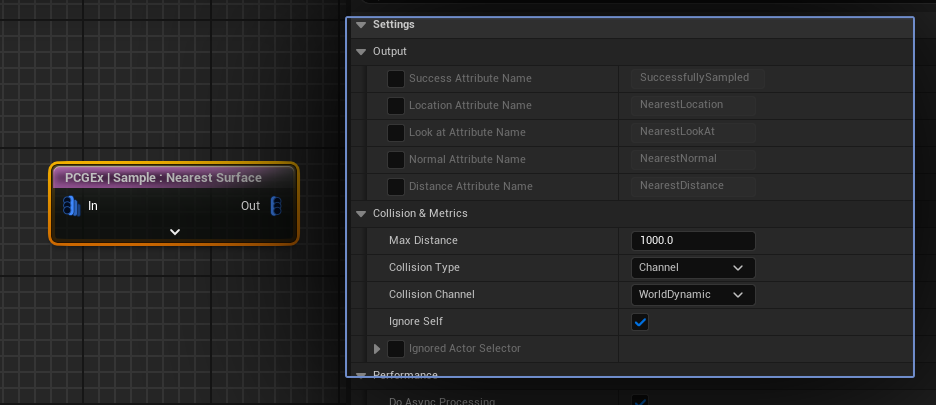 Settings
Output
Success Attribute Name SuccessfullySampled
Location Attribute Name NearestLocation
Look at Attribute Name NearestLookAt
Normal Attribute Name NearestNormal
Distance Attribute Name NearestDistance
PCGEx | Sample : Nearest Surface
In Out
Collision & Metrics
Max Distance 1000.0
Collision Type Channel
Collision Channel WorldDynamic
Ignore Self
Ignored Actor Selector
Performance
Do Async Processing